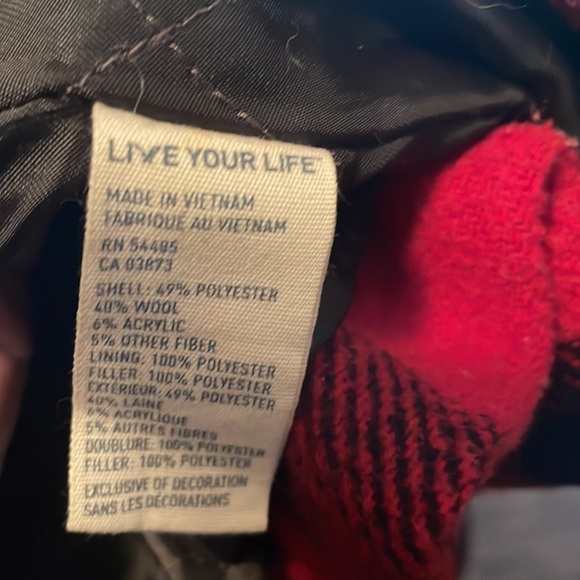 LIVE YOUR LIFE™
MADE IN VIETNAM
FABRIQUÉ AU VIETNAM
RN 54485
CA 03873
SHELL: 49% POLYESTER
40% WOOL
6% ACRYLIC
5% OTHER FIBER
LINING: 100% POLYESTER
FILLER: 100% POLYESTER
EXTÉRIEUR: 49% POLYESTER
40% LAINE
6% ACRYLIQUE
5% AUTRES FIBRES
DOUBLURE: 100% POLYESTER
FILLER: 100% POLYESTER
EXCLUSIVE OF DECORATION
SANS LES DÉCORATIONS